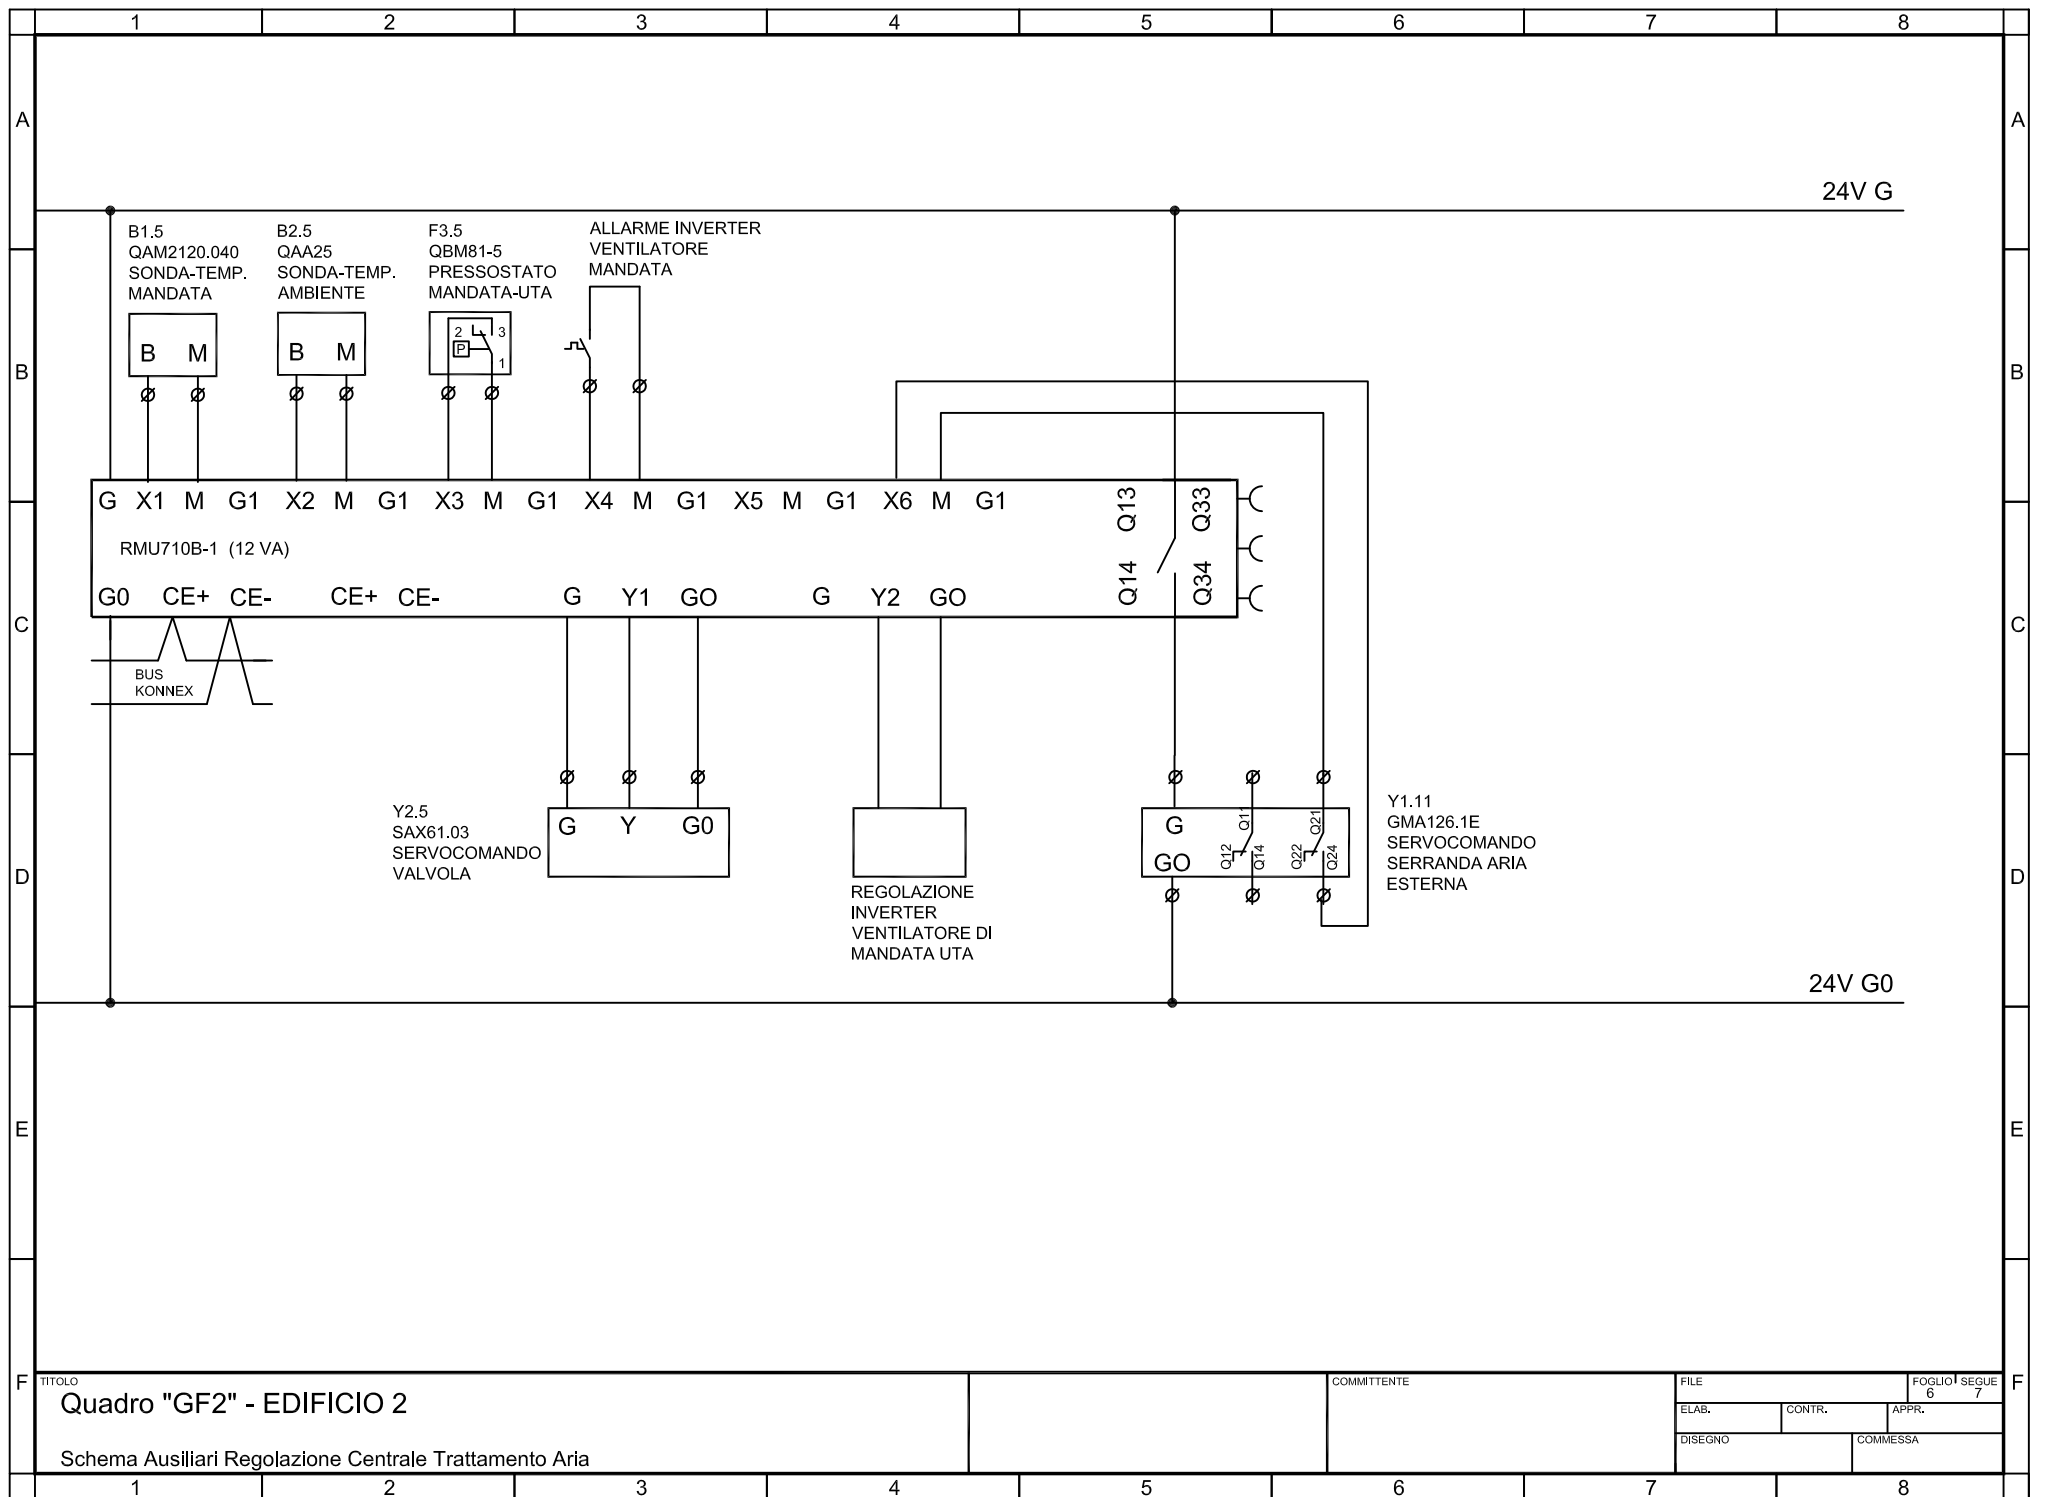 1 2 3 4 5 6 7 8
A A
24V G
B1.5
QAM2120.040
SONDA-TEMP.
MANDATA
B2.5
QAA25
SONDA-TEMP.
AMBIENTE
F3.5
QBM81-5
PRESSOSTATO
MANDATA-UTA
ALLARME INVERTER
VENTILATORE
MANDATA
B M
B M
2 3
P
1
B B
G X1 M G1 X2 M G1 X3 M G1 X4 M G1 X5 M G1 X6 M G1 Q13 Q33
RMU710B-1 (12 VA)
G0 CE+ CE- CE+ CE- G Y1 GO G Y2 GO Q14 Q34
C C
BUS
KONNEX
Y2.5
SAX61.03
SERVOCOMANDO
VALVOLA
G Y G0
REGOLAZIONE
INVERTER
VENTILATORE DI
MANDATA UTA
G Q11 Q21
GO Q12 Q14 Q22 Q24
Y1.11
GMA126.1E
SERVOCOMANDO
SERRANDA ARIA
ESTERNA
D D
24V G0
E E
F F
TITOLO
Quadro "GF2" - EDIFICIO 2
Schema Ausiliari Regolazione Centrale Trattamento Aria
COMMITTENTE
FILE
FOGLIO SEGUE
6 7
ELAB. CONTR. APPR.
DISEGNO COMMESSA
1 2 3 4 5 6 7 8